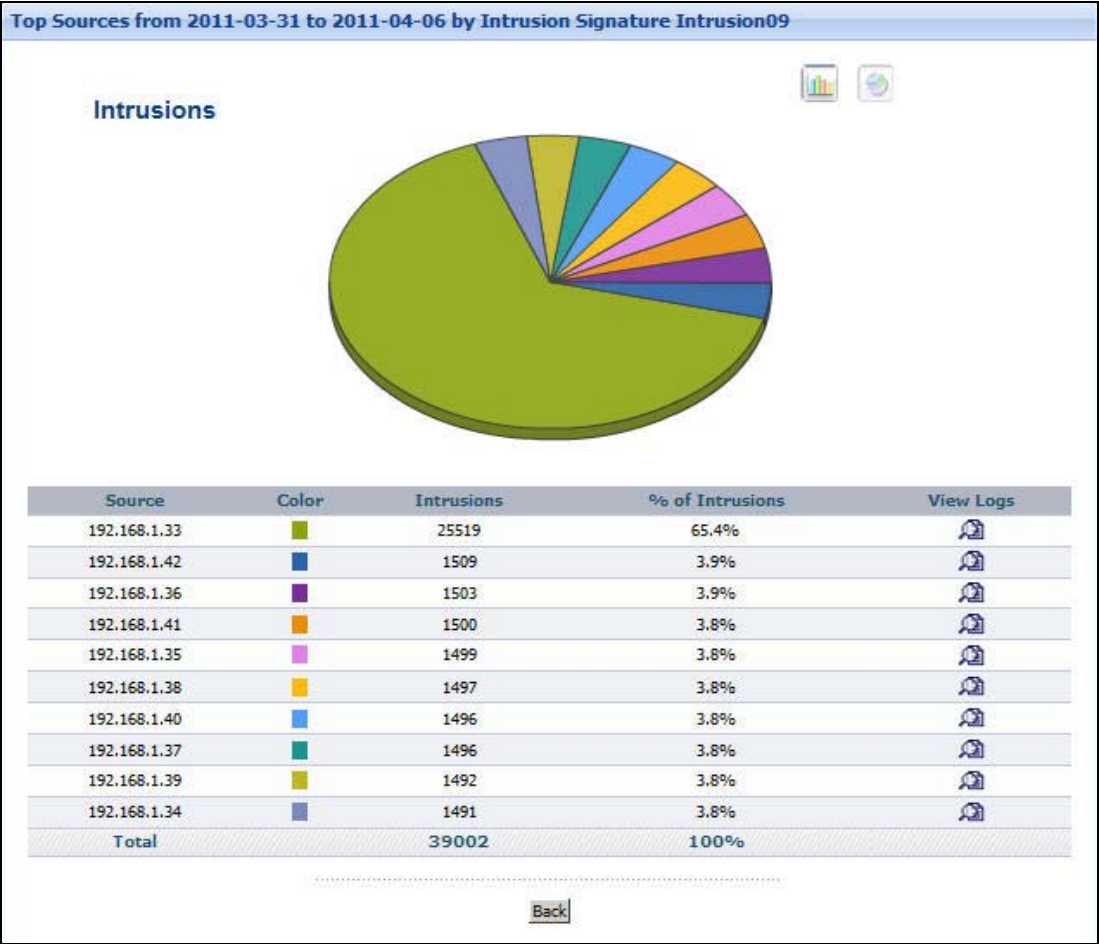 Top Sources from 2011-03-31 to 2011-04-06 by Intrusion Signature Intrusion09
Intrusions
Source Color Intrusions % of Intrusions View Logs
192.168.1.33 25519 65.4%
192.168.1.42 1509 3.9%
192.168.1.36 1503 3.9%
192.168.1.41 1500 3.8%
192.168.1.35 1499 3.8%
192.168.1.38 1497 3.8%
192.168.1.40 1496 3.8%
192.168.1.37 1496 3.8%
192.168.1.39 1492 3.8%
192.168.1.34 1491 3.8%
Total 39002 100%
Back